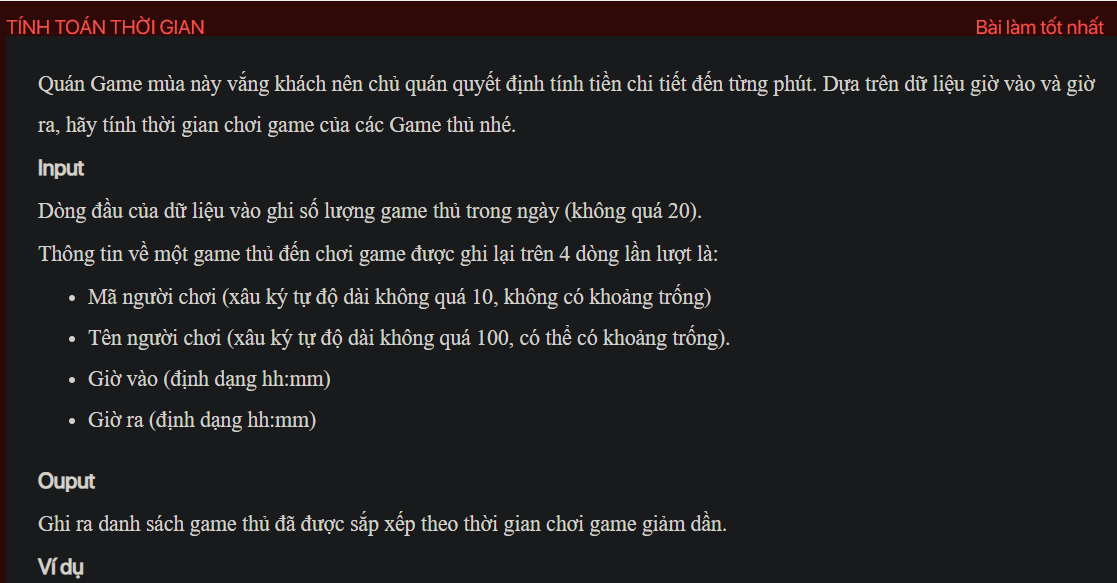 TÍNH TOÁN THỜI GIAN
Bài làm tốt nhất
Quán Game mùa này vắng khách nên chủ quán quyết định tính tiền chi tiết đến từng phút. Dựa trên dữ liệu giờ vào và giờ
ra, hãy tính thời gian chơi game của các Game thủ nhé.
Input
Dòng đầu của dữ liệu vào ghi số lượng game thủ trong ngày (không quá 20).
Thông tin về một game thủ đến chơi game được ghi lại trên 4 dòng lần lượt là:
• Mã người chơi (xâu ký tự độ dài không quá 10, không có khoảng trống)
• Tên người chơi (xâu ký tự độ dài không quá 100, có thể có khoảng trống).
• Giờ vào (định dạng hh:mm)
• Giờ ra (định dạng hh:mm)
Ouput
Ghi ra danh sách game thủ đã được sắp xếp theo thời gian chơi game giảm dần.
Ví dụ